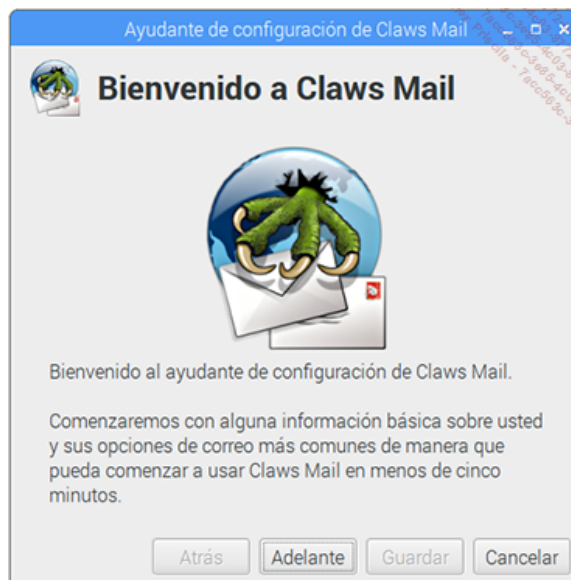 Ayudante de configuración de Claws Mail
Bienvenido a Claws Mail
Bienvenido al ayudante de configuración de Claws Mail.
Comenzaremos con alguna información básica sobre usted
y sus opciones de correo más comunes de manera que
pueda comenzar a usar Claws Mail en menos de cinco
minutos.
Atrás Adelante Guardar Cancelar